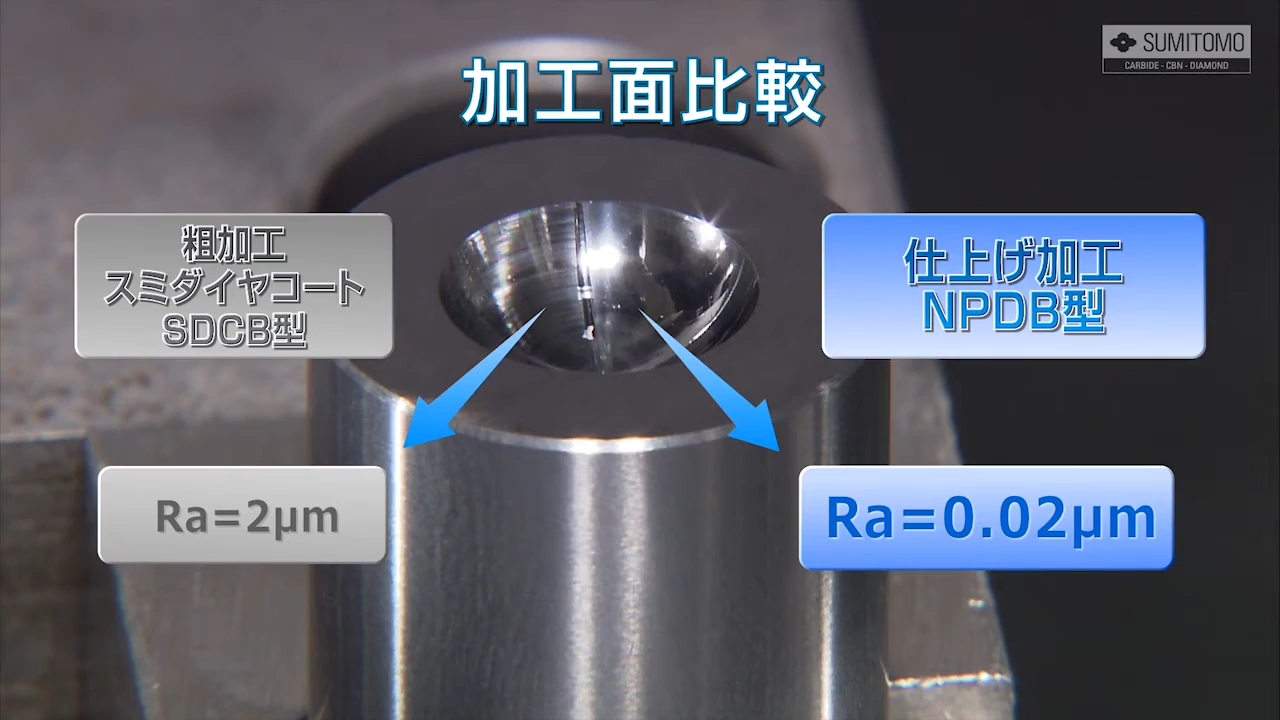 SUMITOMO
CARBIDE - CBN - DIAMOND
加工面比較
粗加工
スミダイヤコート
SDCB型
仕上げ加工
NPDB型
Ra=2μm
Ra=0.02μm